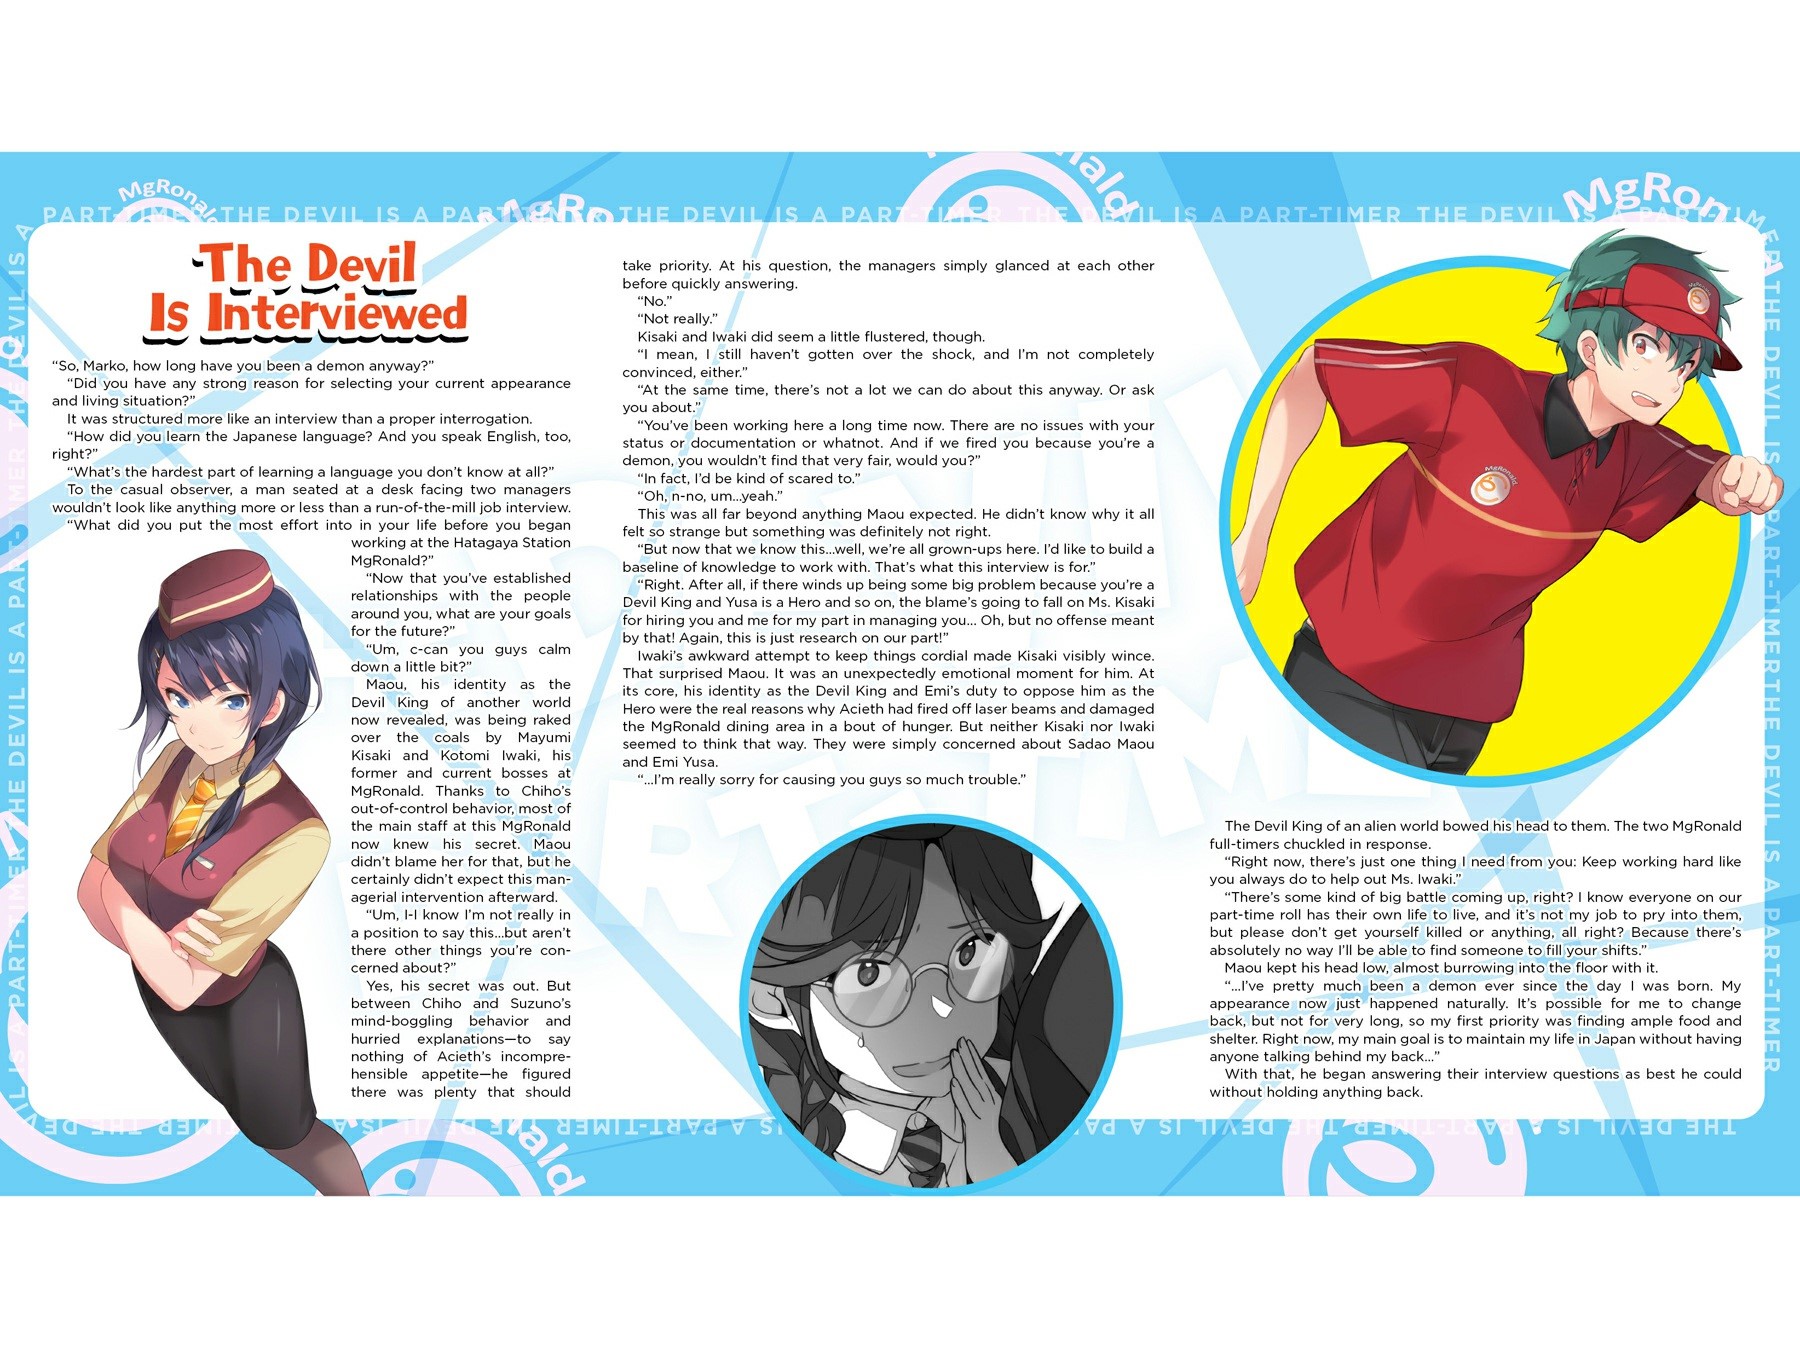 MgRonald
MgRo
nald
MgRon
PART-TIMER THE DEVIL IS A PART-TIMER THE DEVIL IS A PART-TIMER THE DEVIL IS A PART-TIMER THE DEVIL IS A PART-TIMER
The Devil
Is Interviewed
“So, Marko, how long have you been a demon anyway?”
“Did you have any strong reason for selecting your current appearance
and living situation?”
It was structured more like an interview than a proper interrogation.
“How did you learn the Japanese language? And you speak English, too,
right?”
“What’s the hardest part of learning a language you don’t know at all?”
To the casual observer, a man seated at a desk facing two managers
wouldn’t look like anything more or less than a run-of-the-mill job interview.
“What did you put the most effort into in your life before you began
working at the Hatagaya Station
MgRonald?”
“Now that you’ve established
relationships with the people
around you, what are your goals
for the future?”
“Um, c-can you guys calm
down a little bit?”
Maou, his identity as the
Devil King of another world
now revealed, was being raked
over the coals by Mayumi
Kisaki and Kotomi Iwaki, his
former and current bosses at
MgRonald. Thanks to Chiho’s
out-of-control behavior, most of
the main staff at this MgRonald
now knew his secret. Maou
didn’t blame her for that, but he
certainly didn’t expect this man-
agerial intervention afterward.
“Um, I-I know I’m not really in
a position to say this...but aren’t
there other things you’re con-
cerned about?”
Yes, his secret was out. But
between Chiho and Suzuno’s
mind-boggling behavior and
hurried explanations—to say
nothing of Acieth’s incompre-
hensible appetite—he figured
there was plenty that should
take priority. At his question, the managers simply glanced at each other
before quickly answering.
“No.”
“Not really.”
Kisaki and Iwaki did seem a little flustered, though.
“I mean, I still haven’t gotten over the shock, and I’m not completely
convinced, either.”
“At the same time, there’s not a lot we can do about this anyway. Or ask
you about.”
“You’ve been working here a long time now. There are no issues with your
status or documentation or whatnot. And if we fired you because you’re a
demon, you wouldn’t find that very fair, would you?”
“In fact, I’d be kind of scared to.”
“Oh, n-no, um...yeah.”
This was all far beyond anything Maou expected. He didn’t know why it all
felt so strange but something was definitely not right.
“But now that we know this...well, we’re all grown-ups here. I’d like to build a
baseline of knowledge to work with. That’s what this interview is for.”
“Right. After all, if there winds up being some big problem because you’re a
Devil King and Yusa is a Hero and so on, the blame’s going to fall on Ms. Kisaki
for hiring you and me for my part in managing you... Oh, but no offense meant
by that! Again, this is just research on our part!”
Iwaki’s awkward attempt to keep things cordial made Kisaki visibly wince.
That surprised Maou. It was an unexpectedly emotional moment for him. At
its core, his identity as the Devil King and Emi’s duty to oppose him as the
Hero were the real reasons why Acieth had fired off laser beams and damaged
the MgRonald dining area in a bout of hunger. But neither Kisaki nor Iwaki
seemed to think that way. They were simply concerned about Sadao Maou
and Emi Yusa.
“...I’m really sorry for causing you guys so much trouble.”
MgRonald
MgRonald
The Devil King of an alien world bowed his head to them. The two MgRonald
full-timers chuckled in response.
“Right now, there’s just one thing I need from you: Keep working hard like
you always do to help out Ms. Iwaki.”
“There’s some kind of big battle coming up, right? I know everyone on our
part-time roll has their own life to live, and it’s not my job to pry into them,
but please don’t get yourself killed or anything, all right? Because there’s
absolutely no way I’ll be able to find someone to fill your shifts.”
Maou kept his head low, almost burrowing into the floor with it.
“...I’ve pretty much been a demon ever since the day I was born. My
appearance now just happened naturally. It’s possible for me to change
back, but not for very long, so my first priority was finding ample food and
shelter. Right now, my main goal is to maintain my life in Japan without having
anyone talking behind my back...”
With that, he began answering their interview questions as best he could
without holding anything back.
THE DEVIL IS A PART-TIMER THE DEVIL IS A PART-TIMER
nald